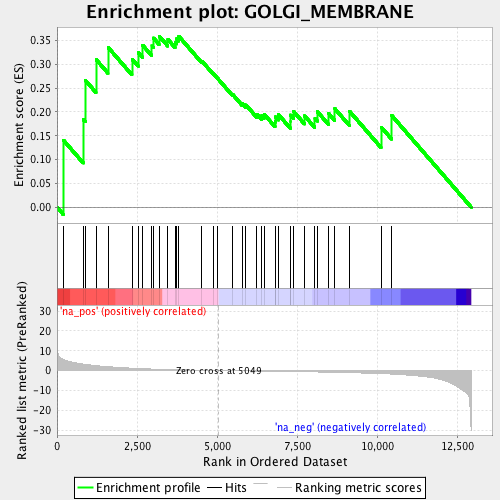 Enrichment plot: GOLGI_MEMBRANE
Enrichment score (ES)
0.35
0.30
0.25
0.20
0.15
0.10
0.05
0.00
'na_pos' (positively correlated)
Ranked list metric (PreRanked)
30
20
10
0
-10
-20
-30
Zero cross at 5049
'na_neg' (negatively correlated)
0
2,500
5,000
7,500
10,000
12,500
Rank in Ordered Dataset
Enrichment profile
Hits
Ranking metric scores